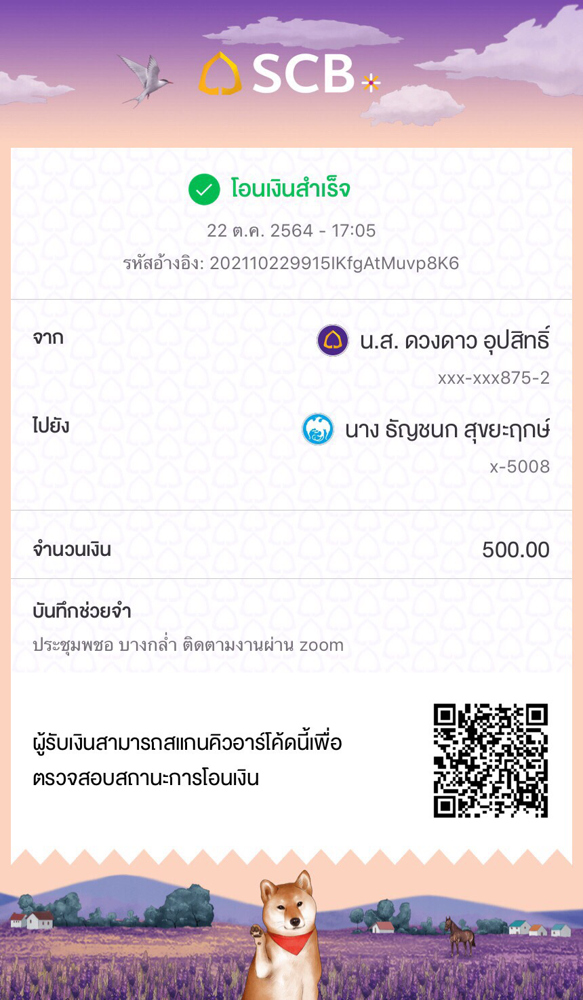 SCB
โอนเงินสำเร็จ
22 ต.ค. 2564 - 17:05
รหัสอ้างอิง: 202110229915IKfgAtMuvp8K6
จาก
น.ส. ดวงดาว อุปสิทธิ์
xxx-xxx875-2
ไปยัง
นาง ธัญชนก สุขยะฤกษ์
x-5008
จำนวนเงิน
500.00
บันทึกช่วยจำ
ประชุมพชอ บางกล่ำ ติดตามงานผ่าน zoom
ผู้รับเงินสามารถสแกนคิวอาร์โค้ดนี้เพื่อ
ตรวจสอบสถานะการโอนเงิน